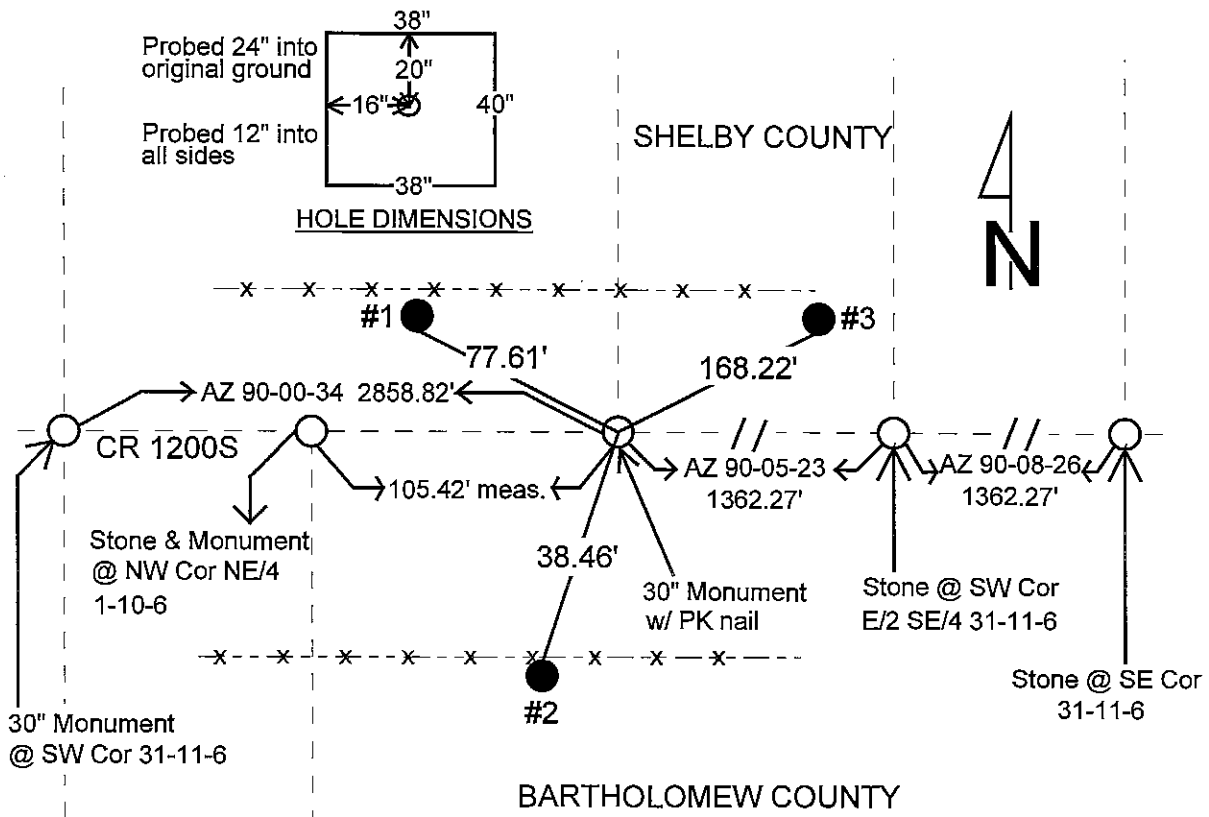 38"
Probed 24" into
original ground
20"
16"
40"
Probed 12" into
all sides
38"
HOLE DIMENSIONS
SHELBY COUNTY
N
x x x x x x x x x
#1
#3
77.61'
168.22'
AZ 90-00-34 2858.82'
CR 1200S
105.42' meas.
AZ 90-05-23
1362.27'
AZ 90-08-26
1362.27'
Stone & Monument
@ NW Cor NE/4
1-10-6
38.46'
30" Monument
w/ PK nail
Stone @ SW Cor
E/2 SE/4 31-11-6
Stone @ SE Cor
31-11-6
x x x x x x x x x
#2
30" Monument
@ SW Cor 31-11-6
BARTHOLOMEW COUNTY